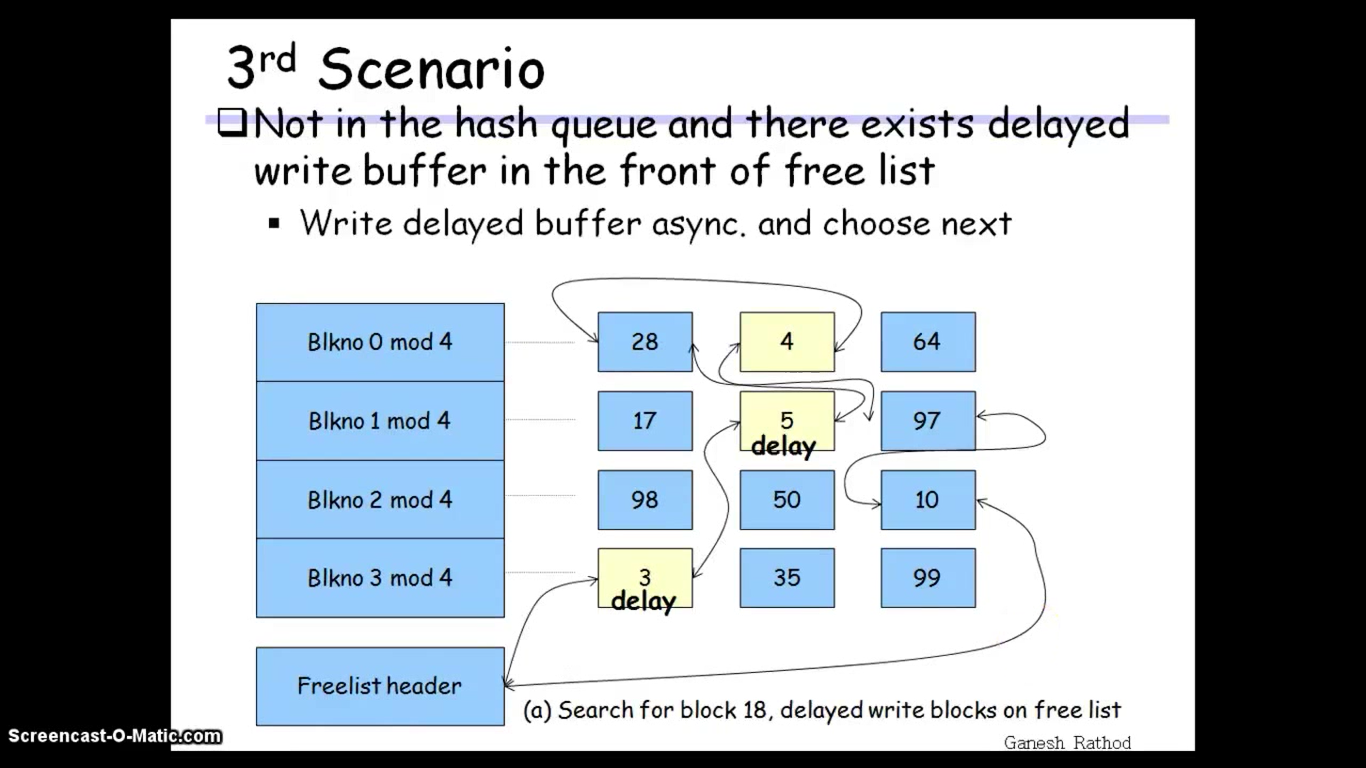 3rd Scenario
Not in the hash queue and there exists delayed
write buffer in the front of free list
Write delayed buffer async. and choose next
Blkno 0 mod 4
28
4
64
Blkno 1 mod 4
17
5
delay
97
Blkno 2 mod 4
98
50
10
Blkno 3 mod 4
3
delay
35
99
Freelist header
(a) Search for block 18, delayed write blocks on free list
Ganesh Rathod
Screencast-O-Matic.com